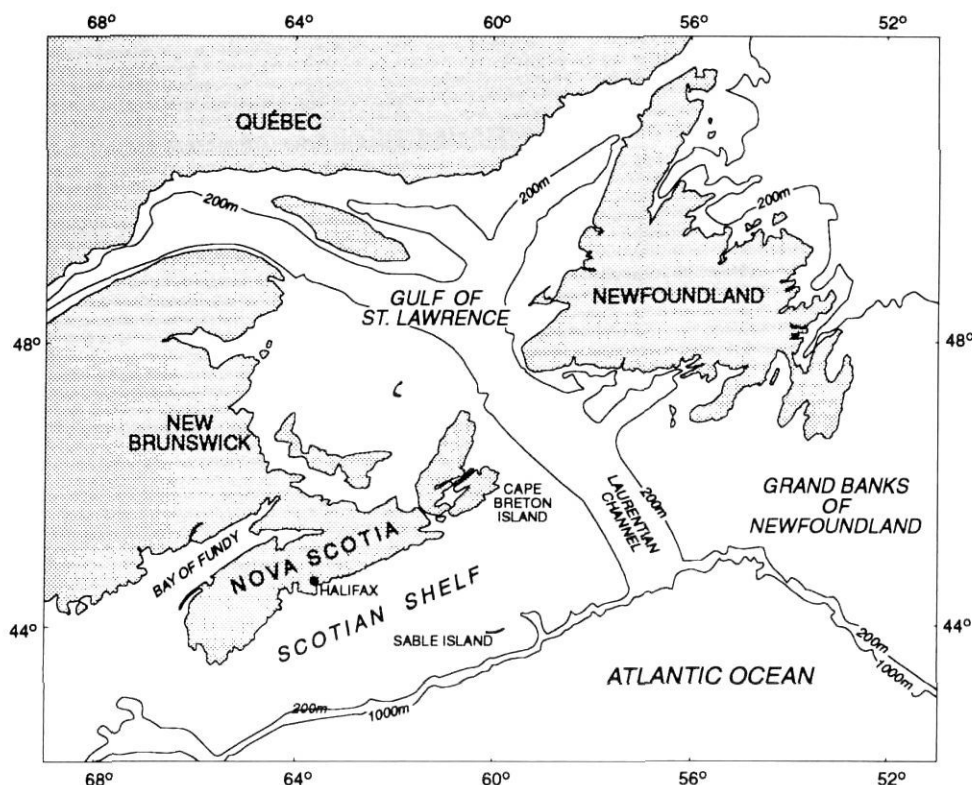 68° 64° 60° 56° 52°
QUÉBEC
200m
200m
200m
GULF OF
ST. LAWRENCE
NEWFOUNDLAND
48°
48°
NEW
BRUNSWICK
CAPE
BRETON
ISLAND
200m
LAURENTIAN
CHANNEL
GRAND BANKS
OF
NEWFOUNDLAND
BAY OF FUNDY
NOVA SCOTIA
HALIFAX
SCOTIAN SHELF
SABLE ISLAND
44°
44°
200m
1000m
ATLANTIC OCEAN
200m
1000m
68° 64° 60° 56° 52°